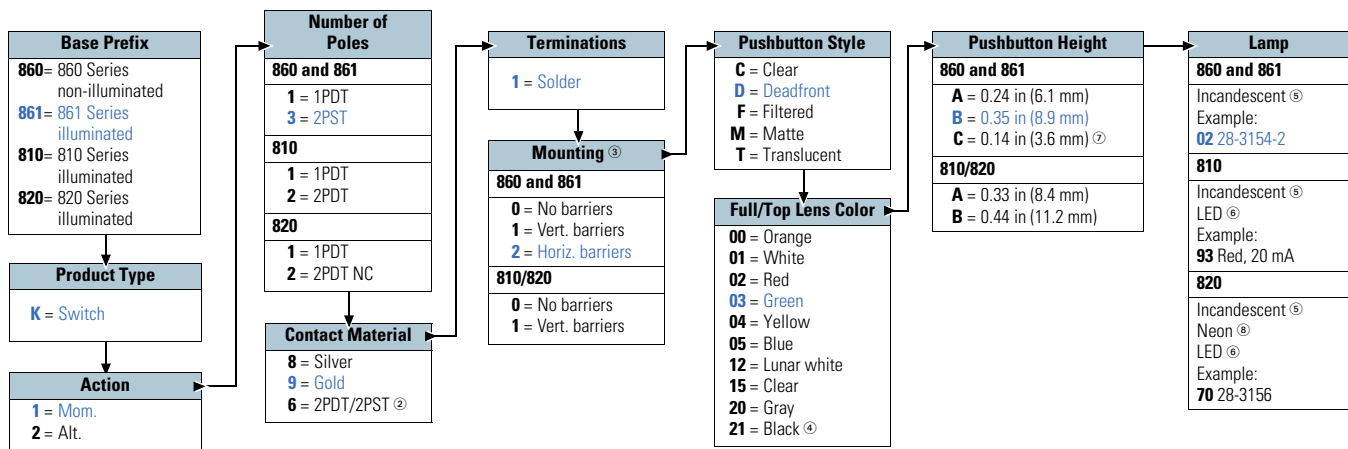 Base Prefix
860= 860 Series
non-illuminated
861= 861 Series
illuminated
810= 810 Series
illuminated
820= 820 Series
illuminated
Product Type
K = Switch
Action
1 = Mom.
2 = Alt.
Number of
Poles
860 and 861
1 = 1PDT
3 = 2PST
810
1 = 1PDT
2 = 2PDT
820
1 = 1PDT
2 = 2PDT NC
Contact Material
8 = Silver
9 = Gold
6 = 2PDT/2PST ②
Terminations
1 = Solder
Mounting ③
860 and 861
0 = No barriers
1 = Vert. barriers
2 = Horiz. barriers
810/820
0 = No barriers
1 = Vert. barriers
Pushbutton Style
C = Clear
D = Deadfront
F = Filtered
M = Matte
T = Translucent
Full/Top Lens Color
00 = Orange
01 = White
02 = Red
03 = Green
04 = Yellow
05 = Blue
12 = Lunar white
15 = Clear
20 = Gray
21 = Black ④
Pushbutton Height
860 and 861
A = 0.24 in (6.1 mm)
B = 0.35 in (8.9 mm)
C = 0.14 in (3.6 mm) ⑦
810/820
A = 0.33 in (8.4 mm)
B = 0.44 in (11.2 mm)
Lamp
860 and 861
Incandescent ⑤
Example:
02 28-3154-2
810
Incandescent ⑤
LED ⑥
Example:
93 Red, 20 mA
820
Incandescent ⑤
Neon ⑧
LED ⑥
Example:
70 28-3156